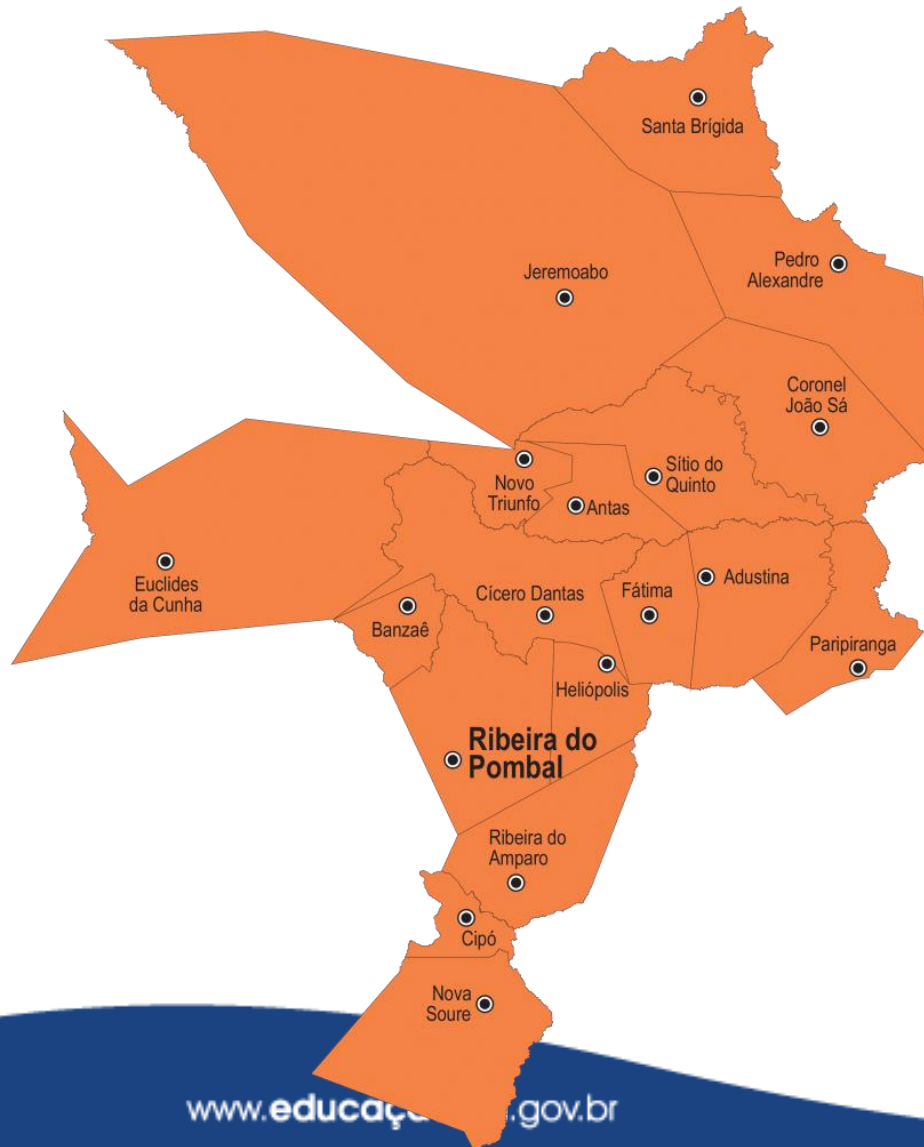 Santa Brígida
Pedro
Alexandre
Jeremoabo
Coronel
João Sá
Novo
Triunfo
Sítio do
Quinto
Antas
Euclides
da Cunha
Banzaê
Cícero Dantas
Fátima
Adustina
Paripiranga
Heliópolis
Ribeira do
Pombal
Ribeira do
Amparo
Cipó
Nova
Soure
www.educaç .gov.br